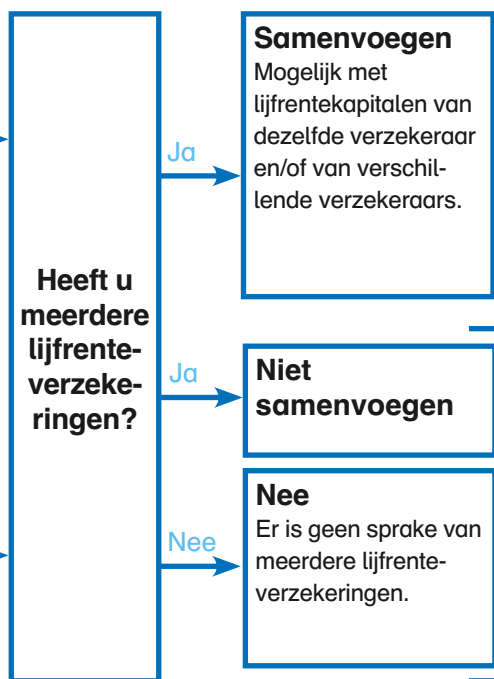 Heeft u
meerdere
lijfrente-
verzeke-
ringen?
Ja
Samenvoegen
Mogelijk met
lijfrentekapitalen van
dezelfde verzekeraar
en/of van verschil-
lende verzekeraars.
Ja
Niet
samenvoegen
Nee
Nee
Er is geen sprake van
meerdere lijfrente-
verzekeringen.